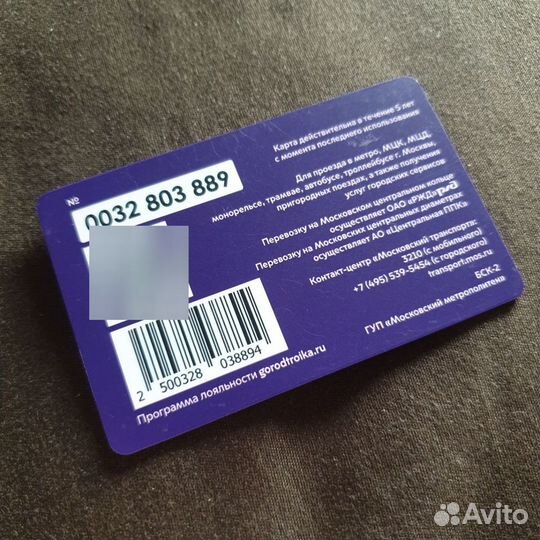 №
0032 803 889
2 500328 038894
Программа лояльности gorodtroika.ru
Карта действительна в течение 5 лет
с момента последнего использования
Для проезда в метро, МЦК, МЦД,
монорельсе, трамвае, автобусе, троллейбусе г. Москвы,
пригородных поездах, а также получения
услуг городских сервисов
Перевозку на Московском центральном кольце
осуществляет ОАО «РЖД» РЖД
Перевозку на Московских центральных диаметрах
осуществляет АО «Центральная ППК»
Контакт-центр «Московский транспорт»:
3210 (с мобильного)
+7 (495) 539-5454 (с городского)
transport.mos.ru
БСК-2
ГУП «Московский метрополитен»
Avito